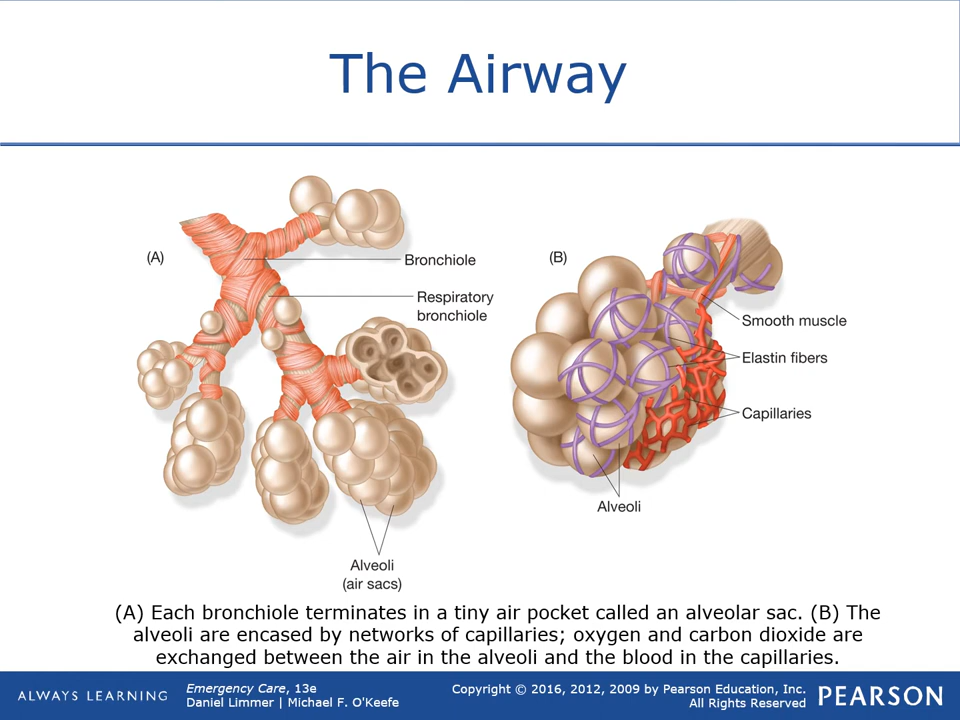 The Airway
(A)
Bronchiole
Respiratory
bronchiole
Alveoli
(air sacs)
(B)
Smooth muscle
Elastin fibers
Capillaries
Alveoli
(A) Each bronchiole terminates in a tiny air pocket called an alveolar sac. (B) The
alveoli are encased by networks of capillaries; oxygen and carbon dioxide are
exchanged between the air in the alveoli and the blood in the capillaries.
ALWAYS LEARNING
Emergency Care, 13e
Daniel Limmer | Michael F. O'Keefe
Copyright © 2016, 2012, 2009 by Pearson Education, Inc.
All Rights Reserved
PEARSON